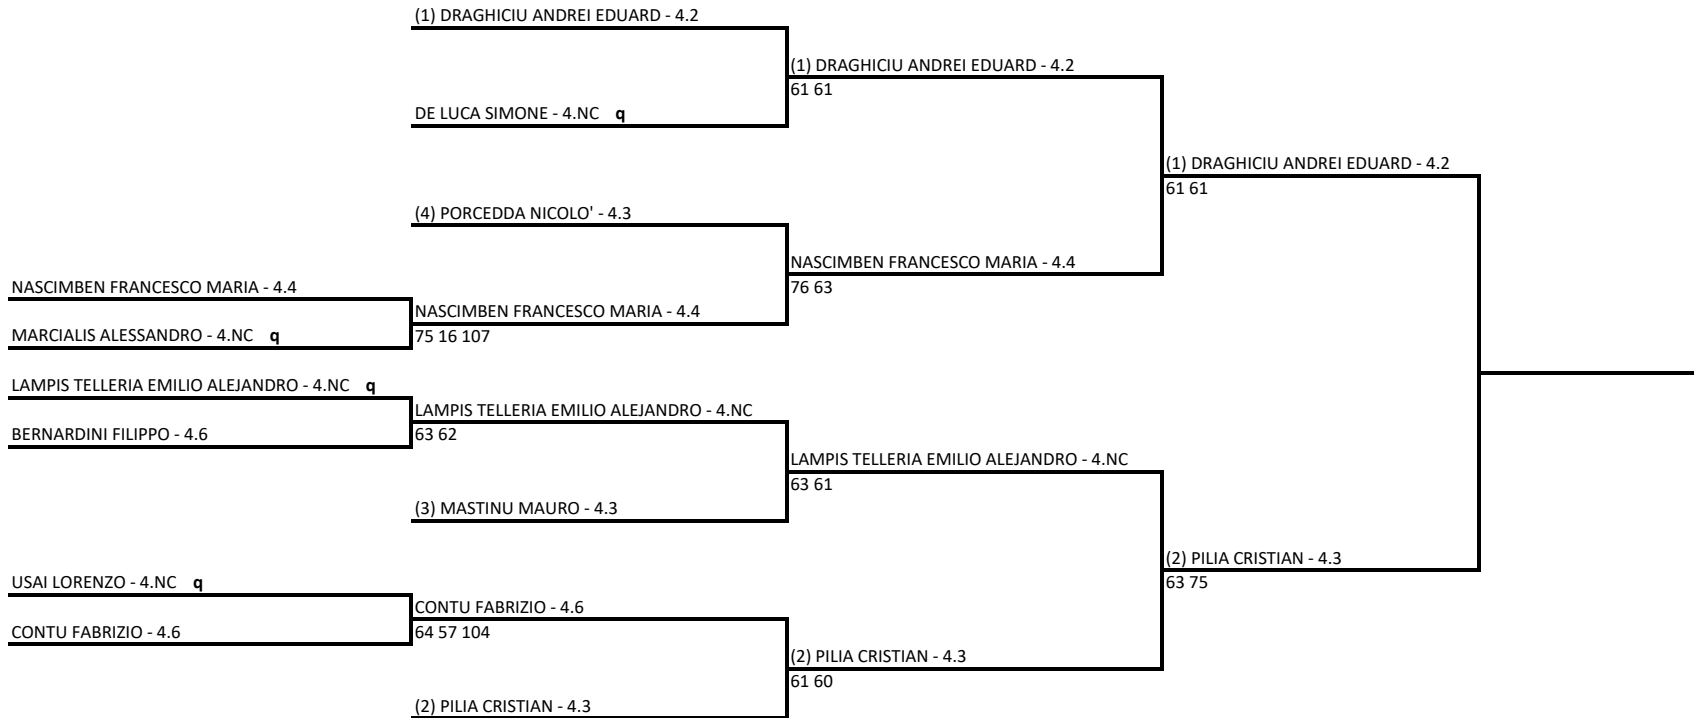 (1) DRAGHICIU ANDREI EDUARD - 4.2
(1) DRAGHICIU ANDREI EDUARD - 4.2
61 61
DE LUCA SIMONE - 4.NC q
(1) DRAGHICIU ANDREI EDUARD - 4.2
61 61
(4) PORCEDDA NICOLO' - 4.3
NASCIMBEN FRANCESCO MARIA - 4.4
76 63
NASCIMBEN FRANCESCO MARIA - 4.4
NASCIMBEN FRANCESCO MARIA - 4.4
75 16 107
MARCIALIS ALESSANDRO - 4.NC q
LAMPIS TELLERIA EMILIO ALEJANDRO - 4.NC q
LAMPIS TELLERIA EMILIO ALEJANDRO - 4.NC
63 62
BERNARDINI FILIPPO - 4.6
LAMPIS TELLERIA EMILIO ALEJANDRO - 4.NC
63 61
(3) MASTINU MAURO - 4.3
(2) PILIA CRISTIAN - 4.3
63 75
USAI LORENZO - 4.NC q
CONTU FABRIZIO - 4.6
64 57 104
CONTU FABRIZIO - 4.6
(2) PILIA CRISTIAN - 4.3
61 60
(2) PILIA CRISTIAN - 4.3